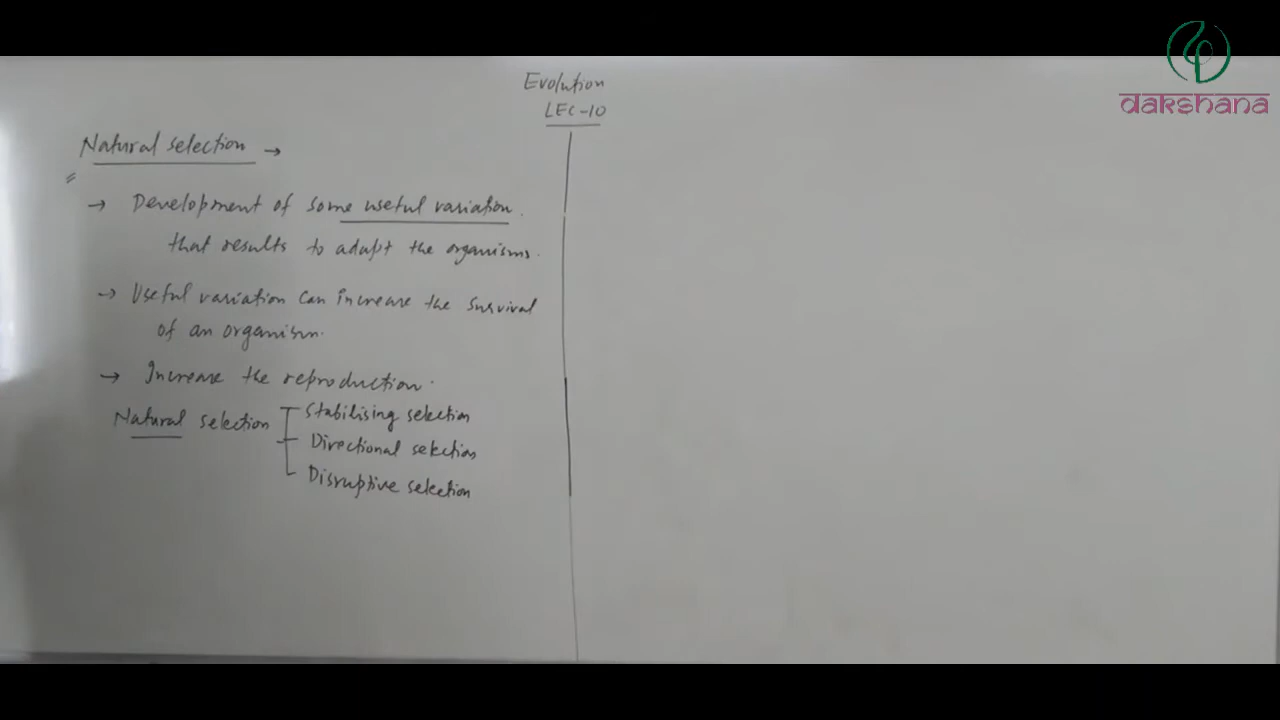 Evolution
LEC-10
Natural selection →
→ Development of some useful variation.
that results to adapt the organisms.
→ Useful variation can increase the survival
of an organism.
→ Increase the reproduction.
Natural selection
Stabilising selection
Directional selection
Disruptive selection
dakshana